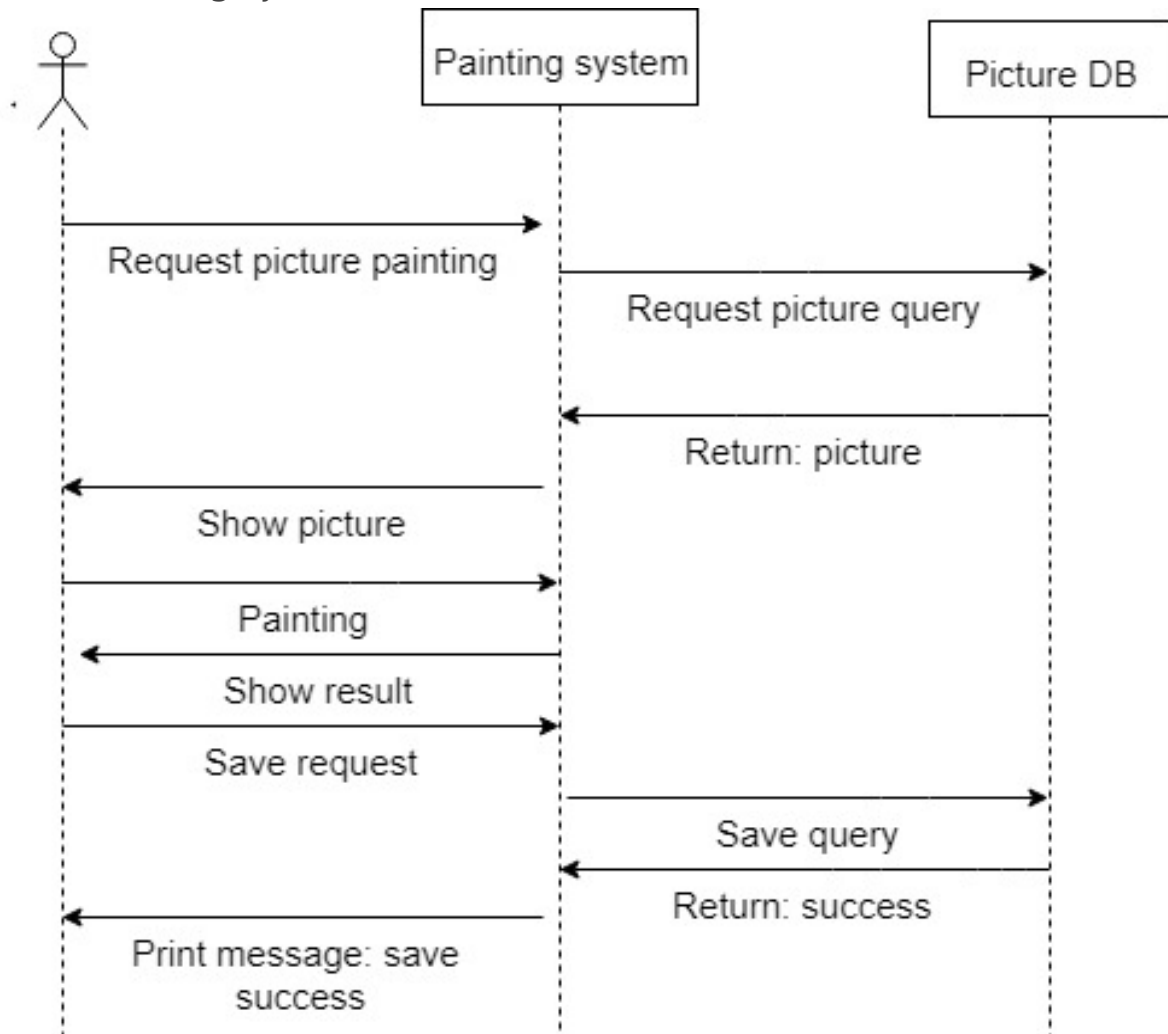 Painting system
Picture DB
Request picture painting
Request picture query
Return: picture
Show picture
Painting
Show result
Save request
Save query
Return: success
Print message: save
success